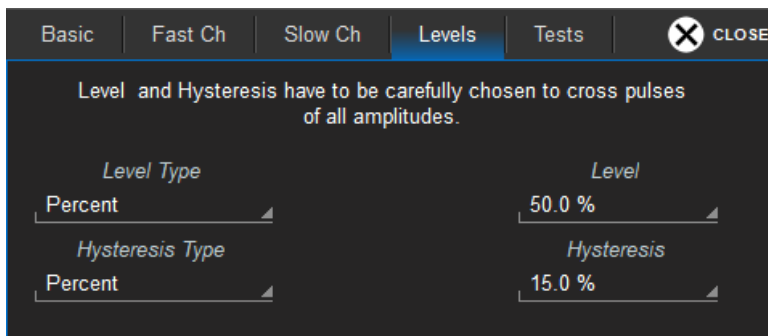 Basic Fast Ch Slow Ch Levels Tests CLOSE
Level and Hysteresis have to be carefully chosen to cross pulses
of all amplitudes.
Level Type Level
Percent 50.0 %
Hysteresis Type Hysteresis
Percent 15.0 %